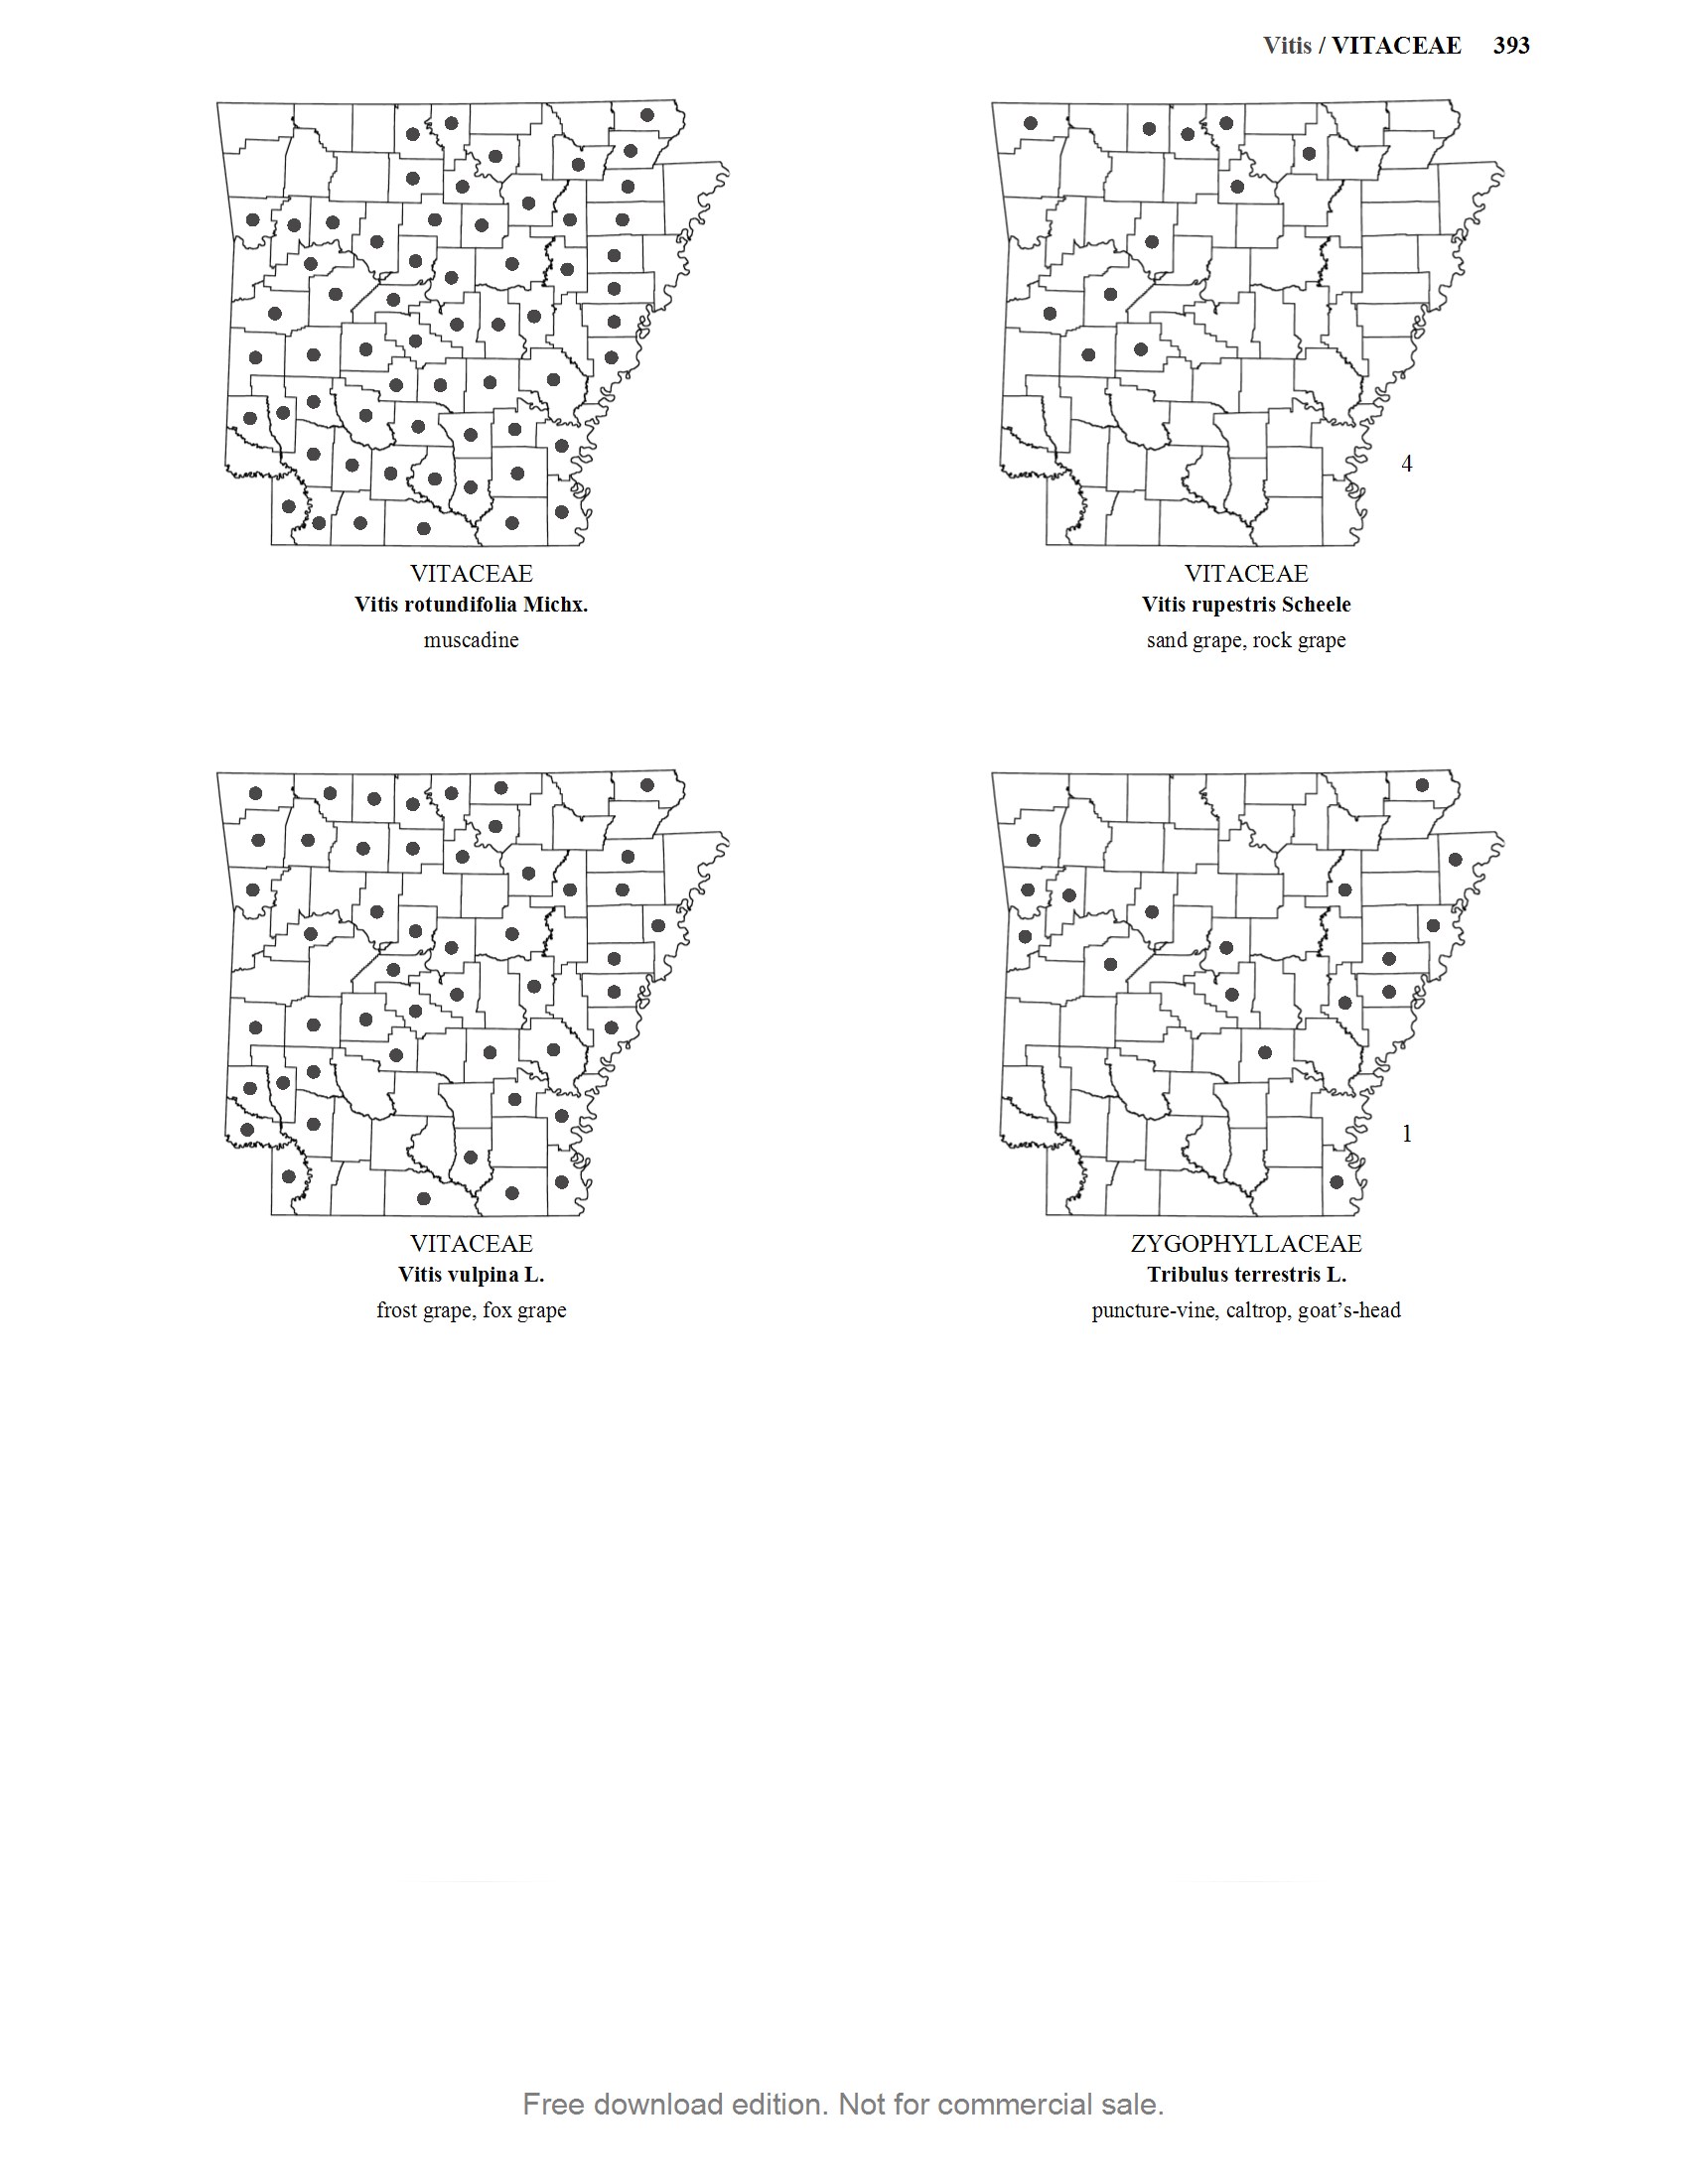 Vitis / VITACEAE 393
VITACEAE
Vitis rotundifolia Michx.
muscadine
4
VITACEAE
Vitis rupestris Scheele
sand grape, rock grape
VITACEAE
Vitis vulpina L.
frost grape, fox grape
1
ZYGOPHYLLACEAE
Tribulus terrestris L.
puncture-vine, caltrop, goat’s-head
Free download edition. Not for commercial sale.